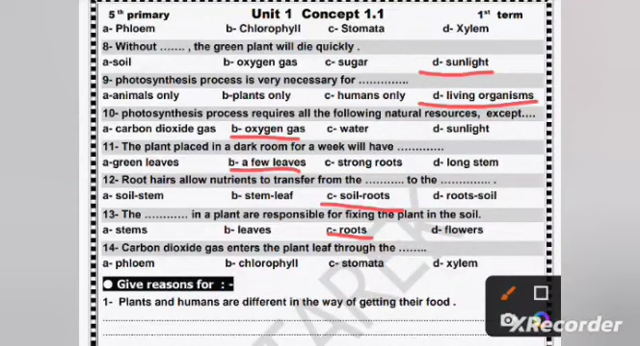 5 th primary Unit 1 Concept 1.1 1st term
a- Phloem b- Chlorophyll c- Stomata d- Xylem
8- Without ……. , the green plant will die quickly .
a-soil b- oxygen gas c- sugar d- sunlight
9- photosynthesis process is very necessary for …………..
a-animals only b-plants only c- humans only d- living organisms
10- photosynthesis process requires all the following natural resources, except….
a- carbon dioxide gas b- oxygen gas c- water d- sunlight
11- The plant placed in a dark room for a week will have ………….
a-green leaves b- a few leaves c- strong roots d- long stem
12- Root hairs allow nutrients to transfer from the ……….. to the …………… .
a- soil-stem b- stem-leaf c- soil-roots d- roots-soil
13- The ………… in a plant are responsible for fixing the plant in the soil.
a- stems b- leaves c- roots d- flowers
14- Carbon dioxide gas enters the plant leaf through the ……..
a- phloem b- chlorophyll c- stomata d- xylem
● Give reasons for : -
1- Plants and humans are different in the way of getting their food .
TAREK
XRecorder